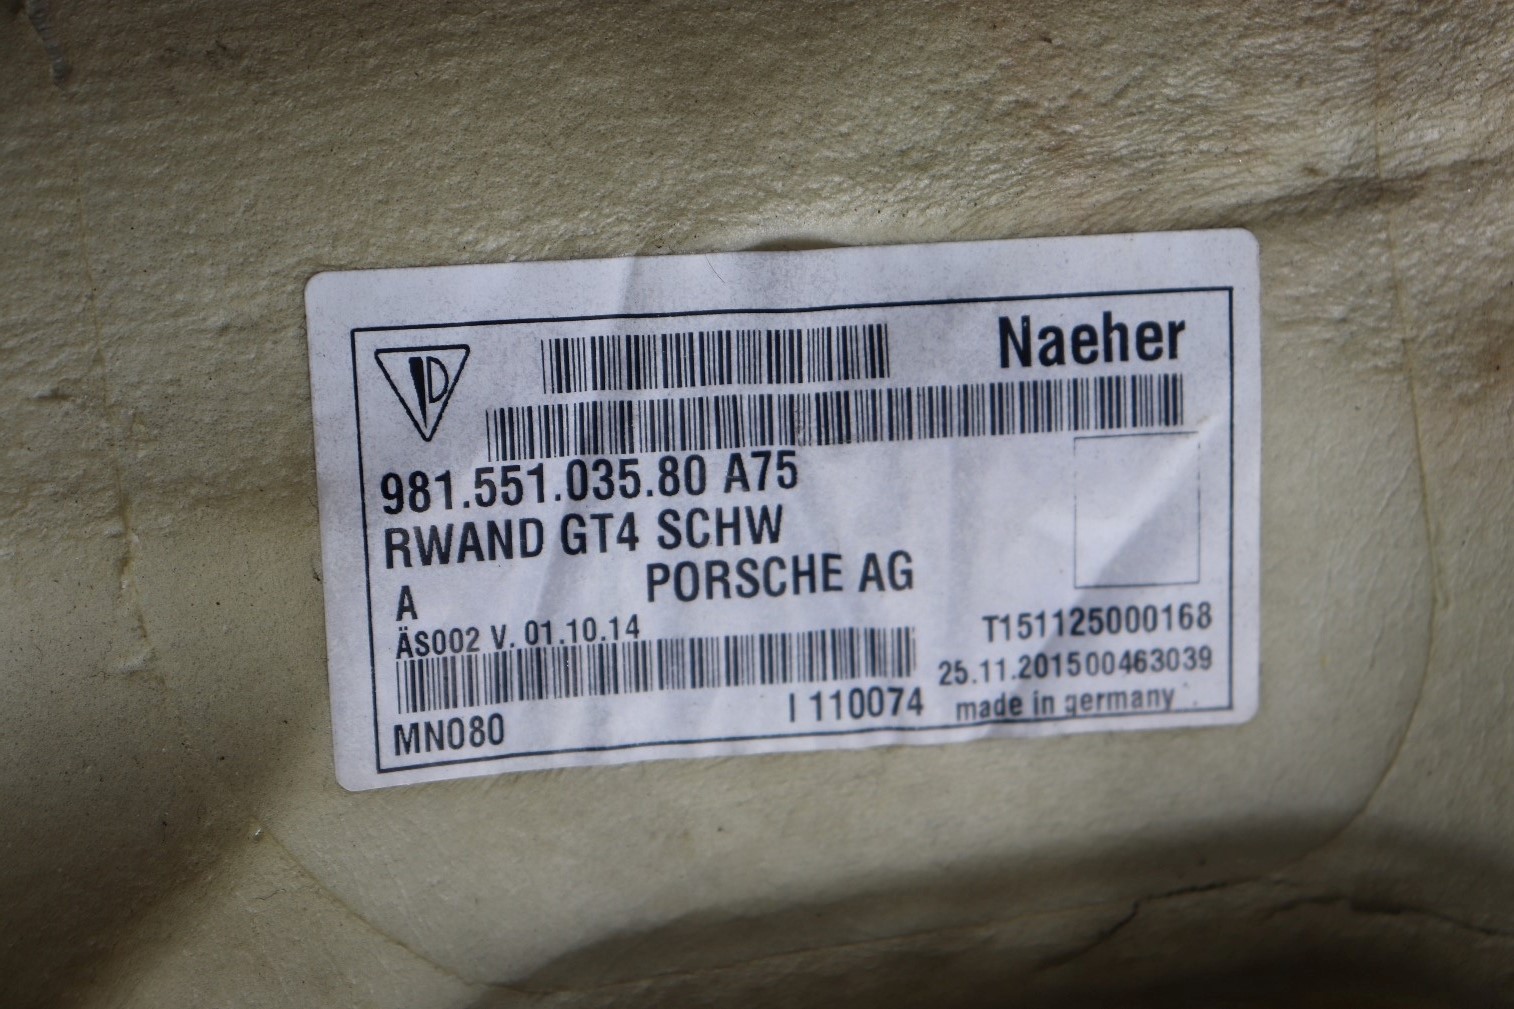 Naeher
981.551.035.80 A75
RWAND GT4 SCHW
A PORSCHE AG
ÄS002 V. 01.10.14 T151125000168
25.11.201500463039
MN080 I 110074 made in germany